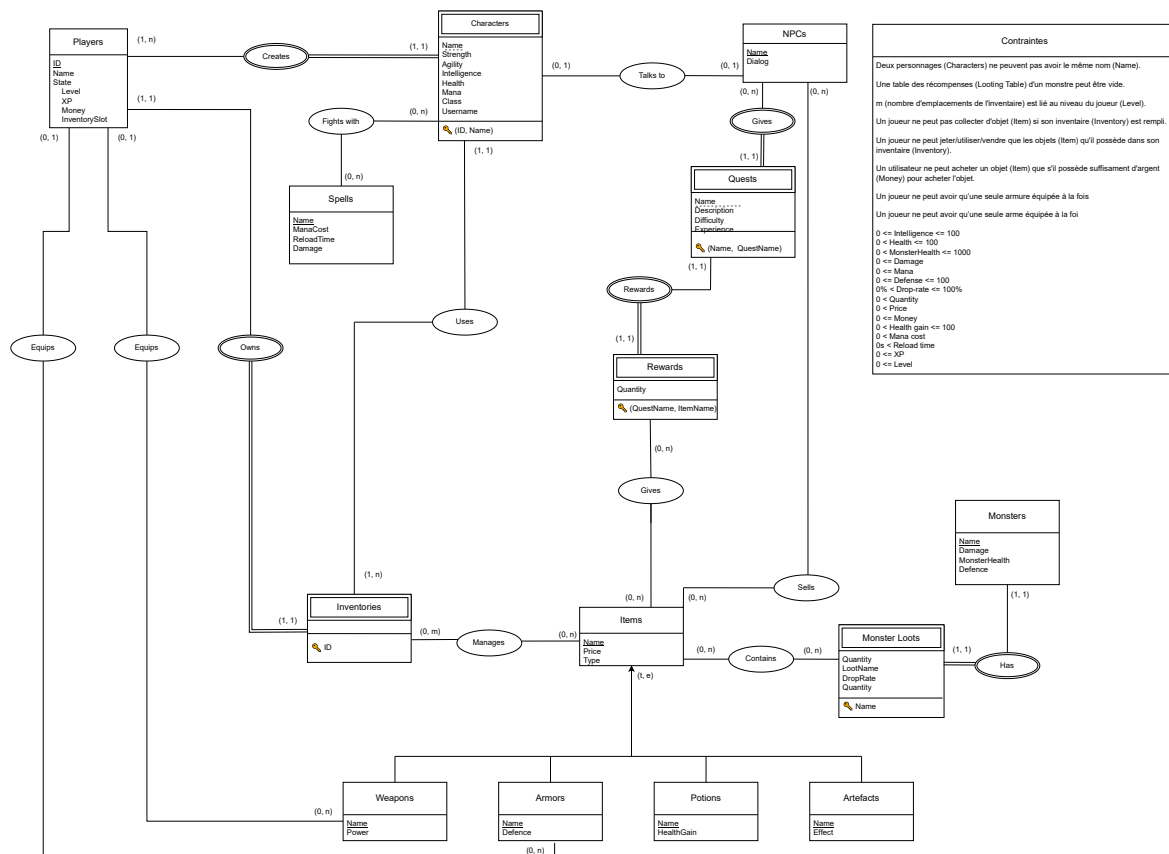 Players
ID
Name
State
Level
XP
Money
InventorySlot
(1, n)
(1, 1)
(0, 1)
(0, 1)
Creates
(1, 1)
Characters
Name
Strength
Agility
Intelligence
Health
Mana
Class
Username
(ID, Name)
(0, 1)
(0, n)
(1, 1)
Talks to
(0, 1)
NPCs
Name
Dialog
(0, n)
(0, n)
Gives
(1, 1)
Fights with
(0, n)
Spells
Name
ManaCost
ReloadTime
Damage
Quests
Name
Description
Difficulty
Experience
(Name, QuestName)
(1, 1)
Rewards
(1, 1)
Rewards
Quantity
(QuestName, ItemName)
(0, n)
Gives
(0, n)
Contraintes
Deux personnages (Characters) ne peuvent pas avoir le même nom (Name).
Une table des récompenses (Looting Table) d'un monstre peut être vide.
m (nombre d'emplacements de l'inventaire) est lié au niveau du joueur (Level).
Un joueur ne peut pas collecter d'objet (Item) si son inventaire (Inventory) est rempli.
Un joueur ne peut jeter/utiliser/vendre que les objets (Item) qu'il possède dans son
inventaire (Inventory).
Un utilisateur ne peut acheter un objet (Item) que s'il possède suffisament d'argent
(Money) pour acheter l'objet.
Un joueur ne peut avoir qu'une seule armure équipée à la fois
Un joueur ne peut avoir qu'une seule arme équipée à la foi
0 <= Intelligence <= 100
0 < Health <= 100
0 < MonsterHealth <= 1000
0 <= Damage
0 <= Mana
0 <= Defense <= 100
0% < Drop-rate <= 100%
0 < Quantity
0 < Price
0 <= Money
0 < Health gain <= 100
0 < Mana cost
0s < Reload time
0 <= XP
0 <= Level
Equips
Equips
Owns
Uses
(1, n)
(1, 1)
Inventories
ID
(0, m)
Manages
(0, n)
Items
Name
Price
Type
(0, n)
Sells
(0, n)
Contains
(0, n)
Monster Loots
Quantity
LootName
DropRate
Quantity
Name
(1, 1)
Has
(1, 1)
Monsters
Name
Damage
MonsterHealth
Defence
(t, e)
(0, n)
Weapons
Name
Power
Armors
Name
Defence
(0, n)
Potions
Name
HealthGain
Artefacts
Name
Effect